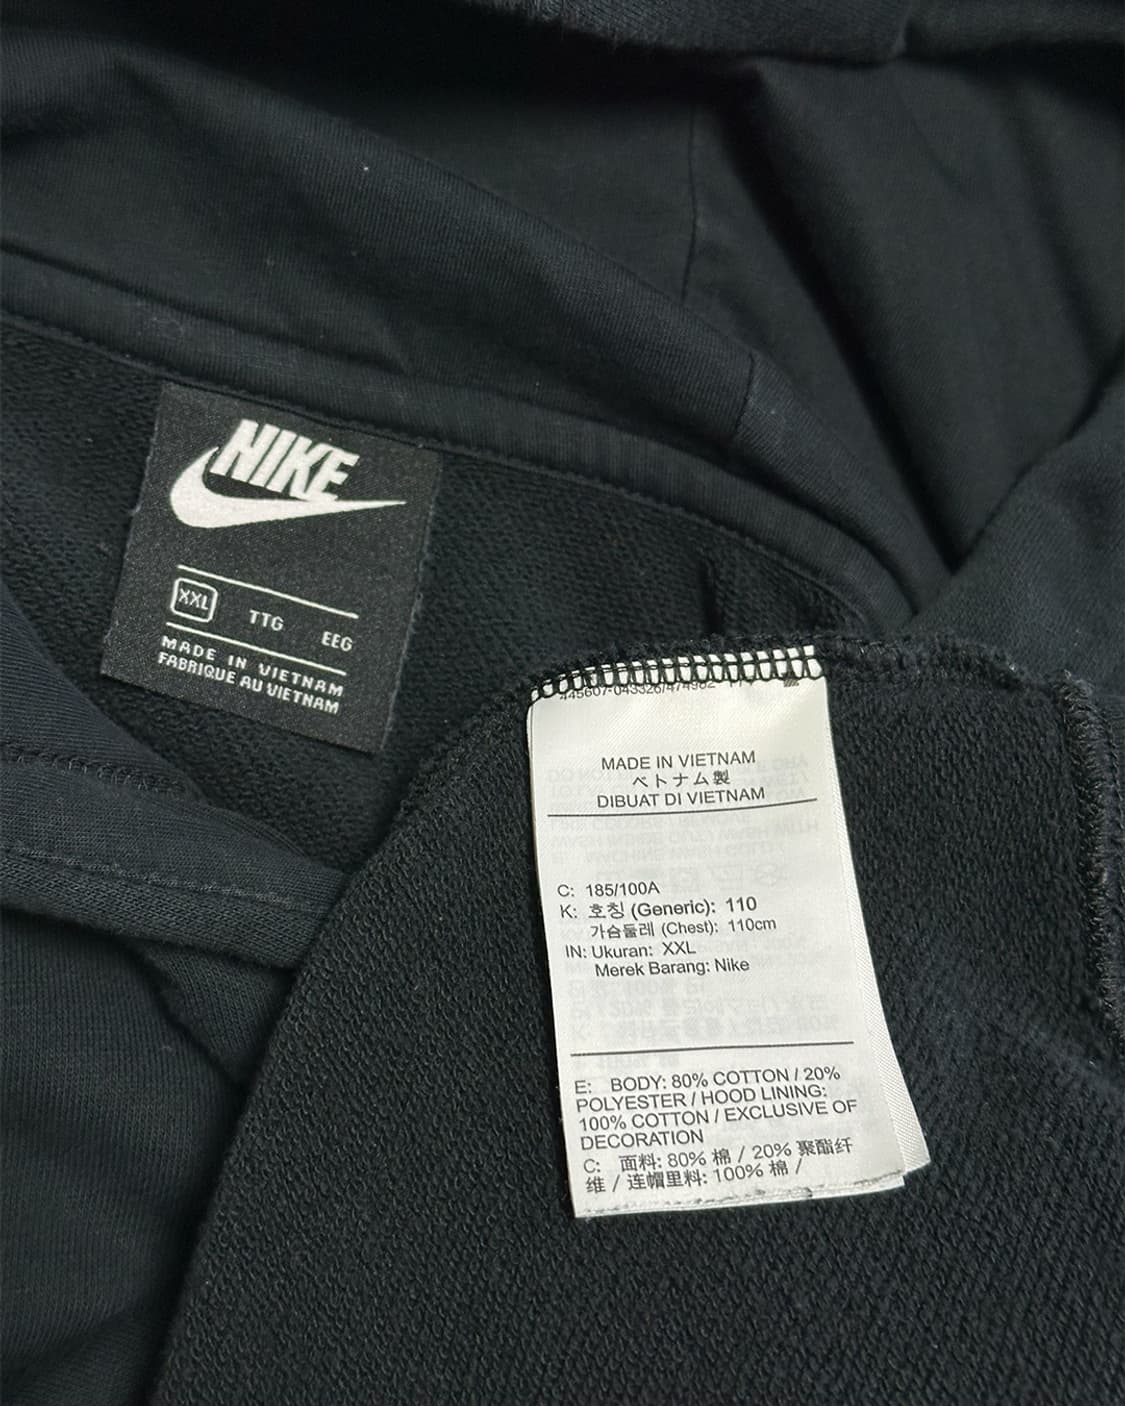 NIKE
XXL TTG EEG
MADE IN VIETNAM
FABRIQUE AU VIETNAM
MADE IN VIETNAM
ベトナム製
DIBUAT DI VIETNAM
C: 185/100A
K: 호칭 (Generic): 110
가슴둘레 (Chest): 110cm
IN: Ukuran: XXL
Merek Barang: Nike
E: BODY: 80% COTTON / 20%
POLYESTER / HOOD LINING:
100% COTTON / EXCLUSIVE OF
DECORATION
C: 面料: 80% 棉 / 20% 聚酯纤
维 / 连帽里料: 100% 棉 /